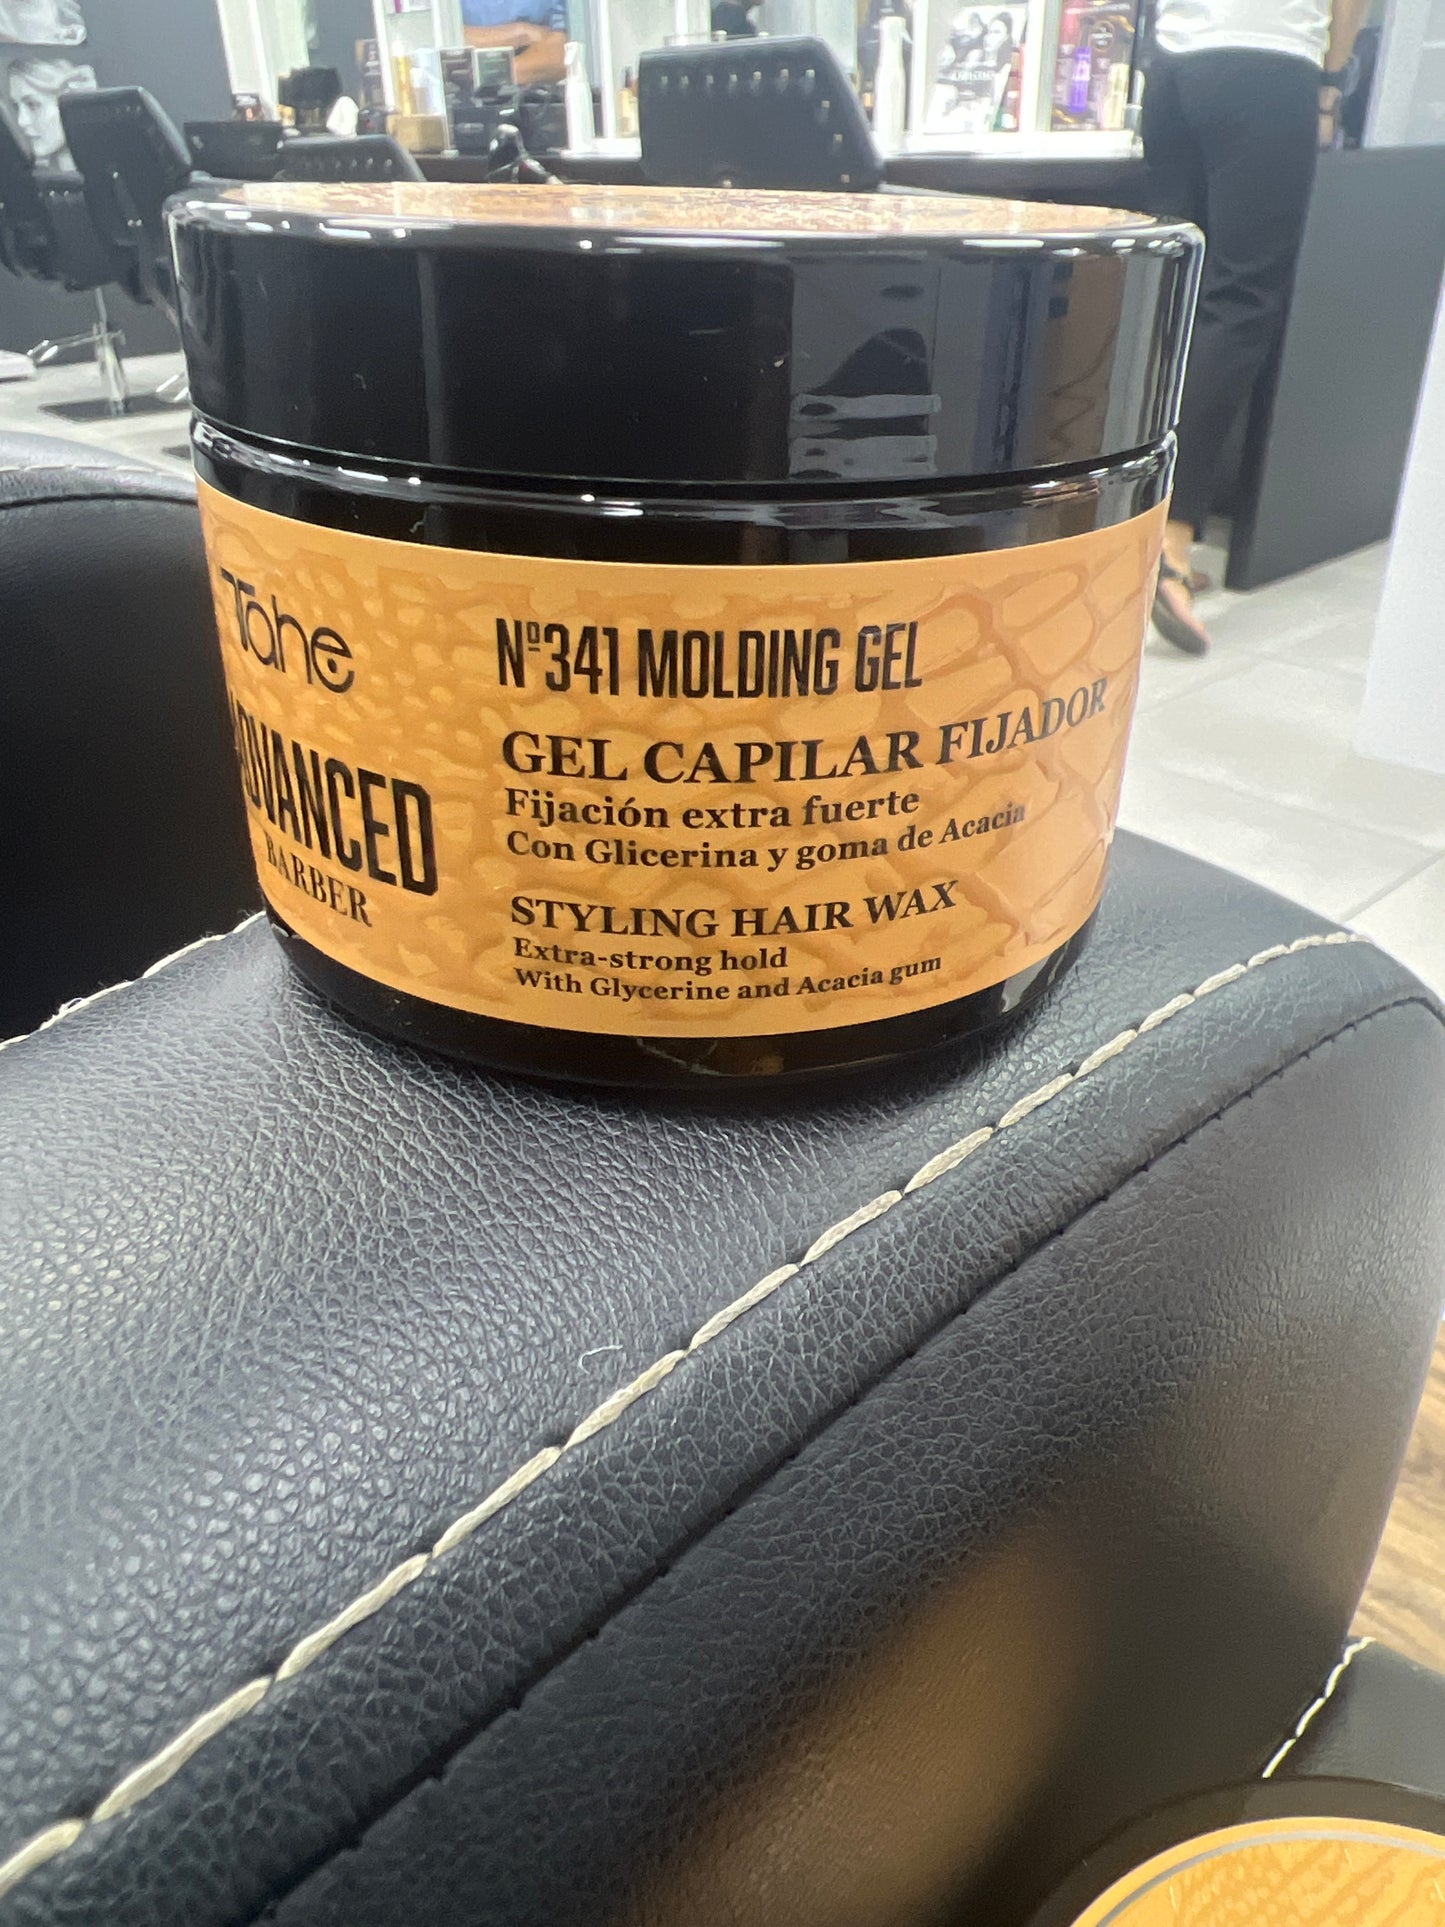 Tahe
ADVANCED
BARBER
Nº341 MOLDING GEL
GEL CAPILAR FIJADOR
Fijación extra fuerte
Con Glicerina y goma de Acacia
STYLING HAIR WAX
Extra-strong hold
With Glycerine and Acacia gum